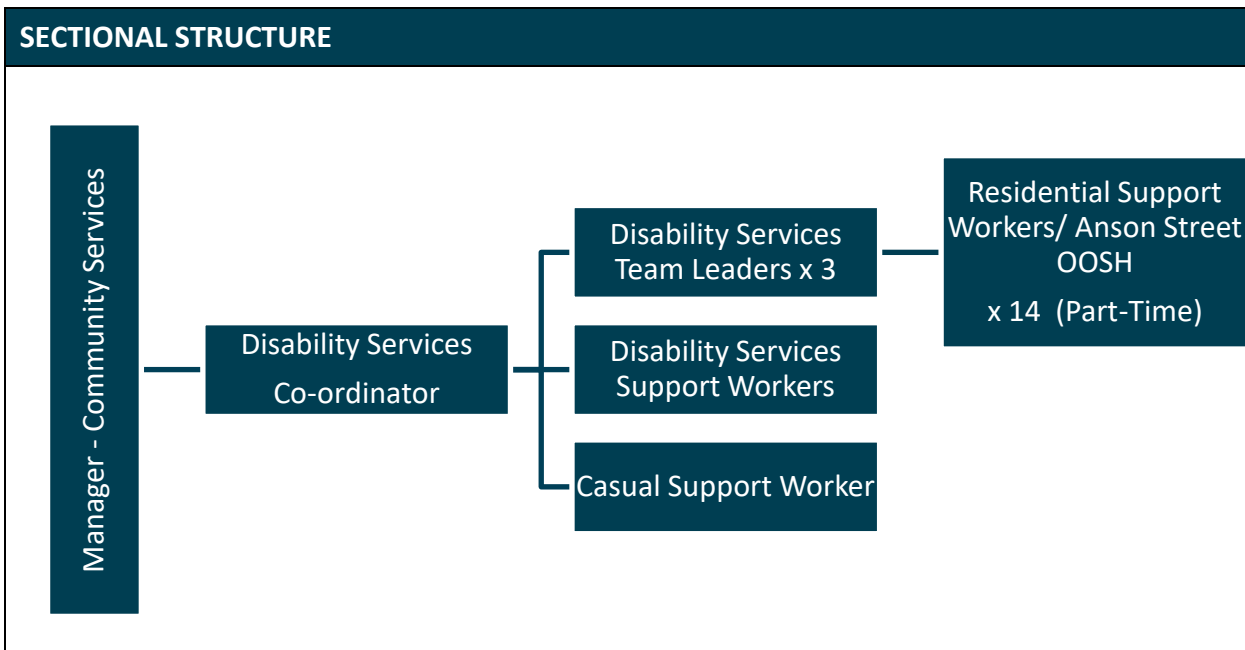 SECTIONAL STRUCTURE
Manager - Community Services
Disability Services
Co-ordinator
Disability Services
Team Leaders x 3
Disability Services
Support Workers
Casual Support Worker
Residential Support
Workers/ Anson Street
OOSH
x 14 (Part-Time)